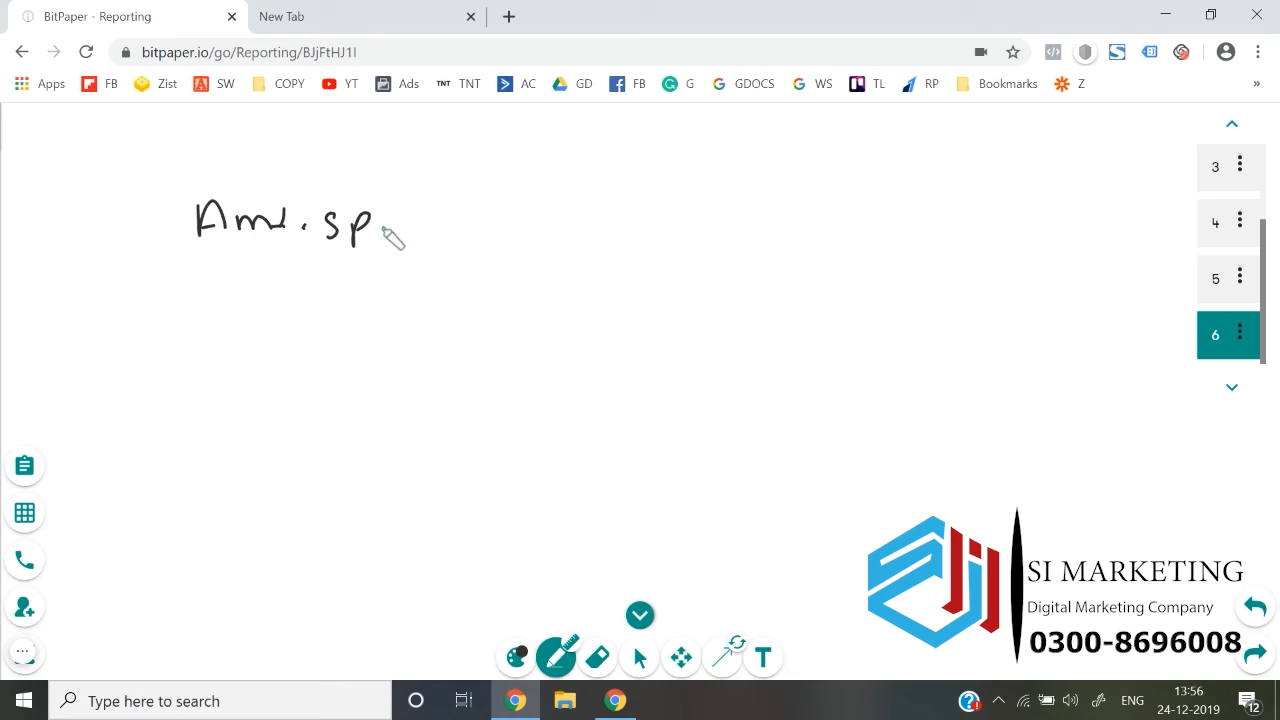 BitPaper - Reporting
New Tab
bitpaper.io/go/Reporting/BJjFtHJ1I
Apps FB Zist SW COPY YT Ads TNT TNT AC GD FB G GDOCS WS TL RP Bookmarks Z »
3
Amt. sp
4
5
6
SI MARKETING
Digital Marketing Company
0300-8696008
T
Type here to search
ENG
13:56
24-12-2019
12